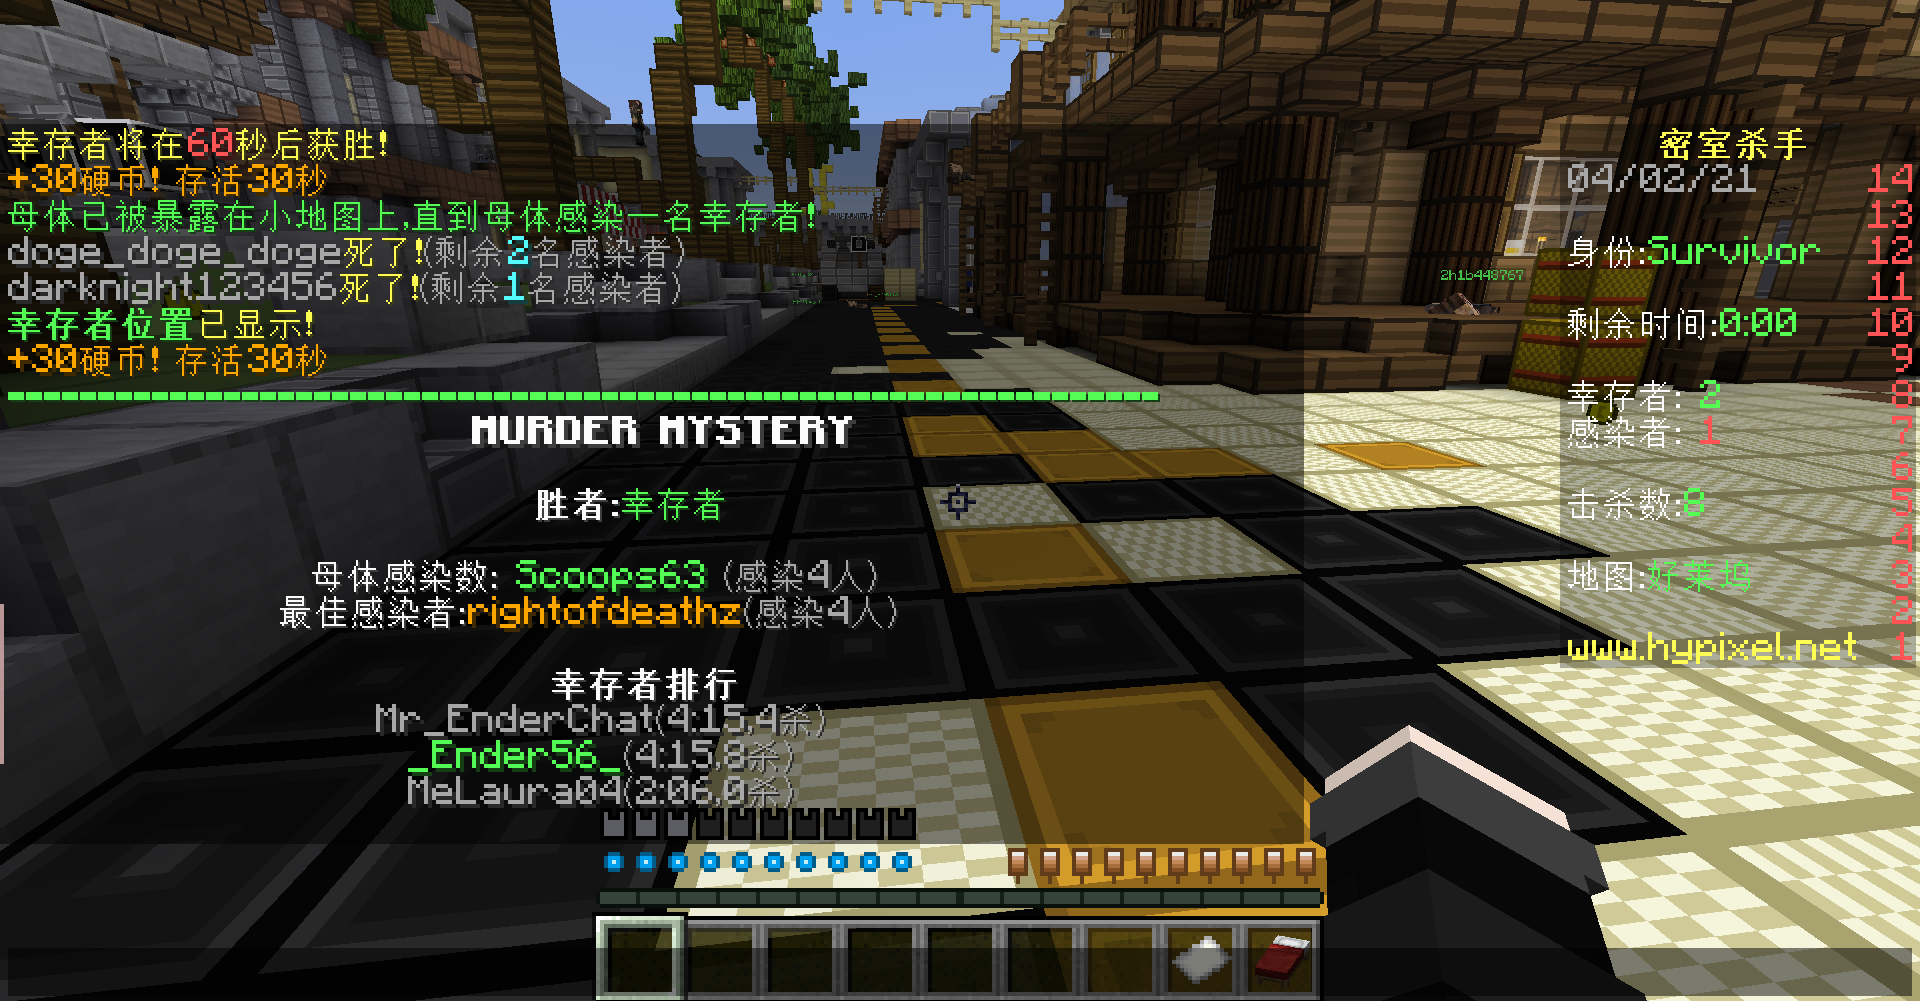 幸存者将在60秒后获胜!
+30硬币! 存活30秒
母体已被暴露在小地图上,直到母体感染一名幸存者!
doge_doge_doge死了!(剩余2名感染者)
darknight123456死了!(剩余1名感染者)
幸存者位置已显示!
+30硬币! 存活30秒
MURDER MYSTERY
胜者:幸存者
母体感染数: Scoops63 (感染4人)
最佳感染者:rightofdeathz(感染4人)
幸存者排行
Mr_EnderChat(4:15,4杀)
_Ender56_(4:15,8杀)
MeLaura04(2:06,0杀)
2h1b448767
密室杀手
04/02/21 14
13
身份:Survivor 12
11
剩余时间:0:00 10
9
幸存者: 2 8
感染者: 1 7
6
击杀数:8 5
4
地图:好莱坞 3
2
www.hypixel.net 1